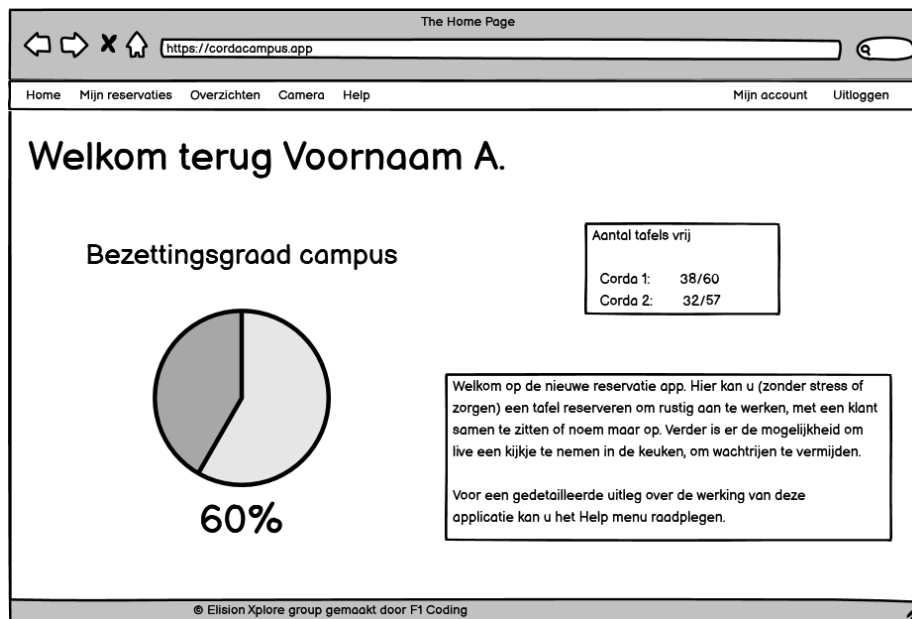 The Home Page
https://cordacampus.app
Home Mijn reservaties Overzichten Camera Help Mijn account Uitloggen
Welkom terug Voornaam A.
Aantal tafels vrij
Bezettingsgraad campus
Corda 1: 38/60
Corda 2: 32/57
Welkom op de nieuwe reservatie app. Hier kan u (zonder stress of
zorgen) een tafel reserveren om rustig aan te werken, met een klant
samen te zitten of noem maar op. Verder is er de mogelijkheid om
live een kijkje te nemen in de keuken, om wachtrijen te vermijden.
Voor een gedetailleerde uitleg over de werking van deze
applicatie kan u het Help menu raadplegen.
60%
© Elision Xplore group gemaakt door F1 Coding